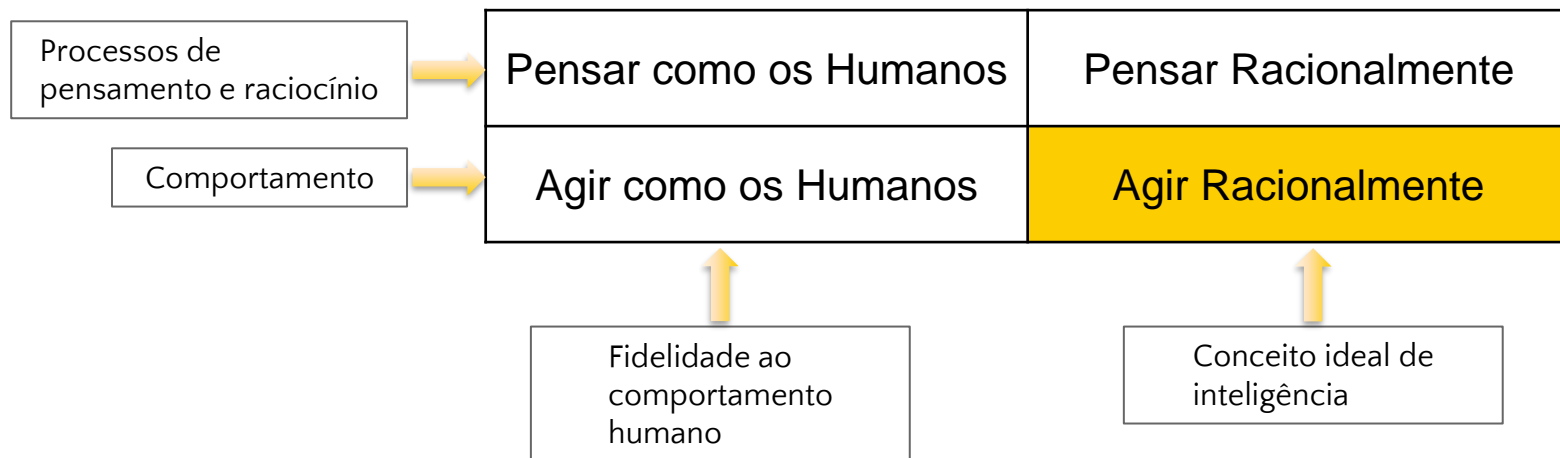 Processos de
pensamento e raciocínio
Pensar como os Humanos
Pensar Racionalmente
Comportamento
Agir como os Humanos
Agir Racionalmente
Fidelidade ao
comportamento
humano
Conceito ideal de
inteligência